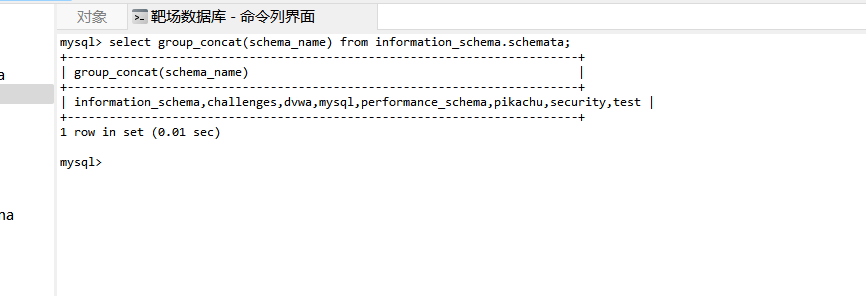 对象
靶场数据库 - 命令列界面
mysql> select group_concat(schema_name) from information_schema.schemata;
+----------------------------------------------------------------------+
| group_concat(schema_name) |
+----------------------------------------------------------------------+
| information_schema,challenges,dvwa,mysql,performance_schema,pikachu,security,test |
+----------------------------------------------------------------------+
1 row in set (0.01 sec)
mysql>